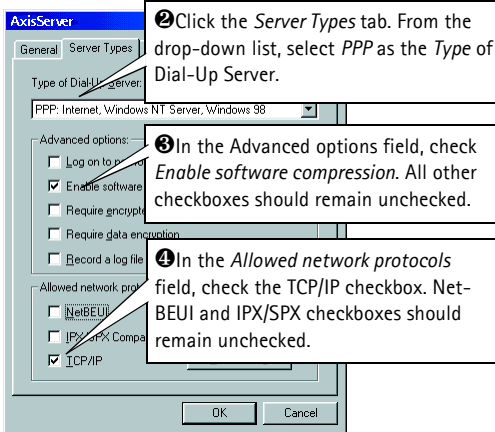 AxisServer
❷Click the Server Types tab. From the
drop-down list, select PPP as the Type of
Dial-Up Server.
General Server Types
Type of Dial-Up Server:
PPP: Internet, Windows NT Server, Windows 98
Advanced options:
Log on to
Enable software
Require
Require data encryption
Record a log file
❸In the Advanced options field, check
Enable software compression. All other
checkboxes should remain unchecked.
Allowed network
NetBEUI
IPX/SPX
TCP/IP
❹In the Allowed network protocols
field, check the TCP/IP checkbox. Net-
BEUI and IPX/SPX checkboxes should
remain unchecked.
OK Cancel